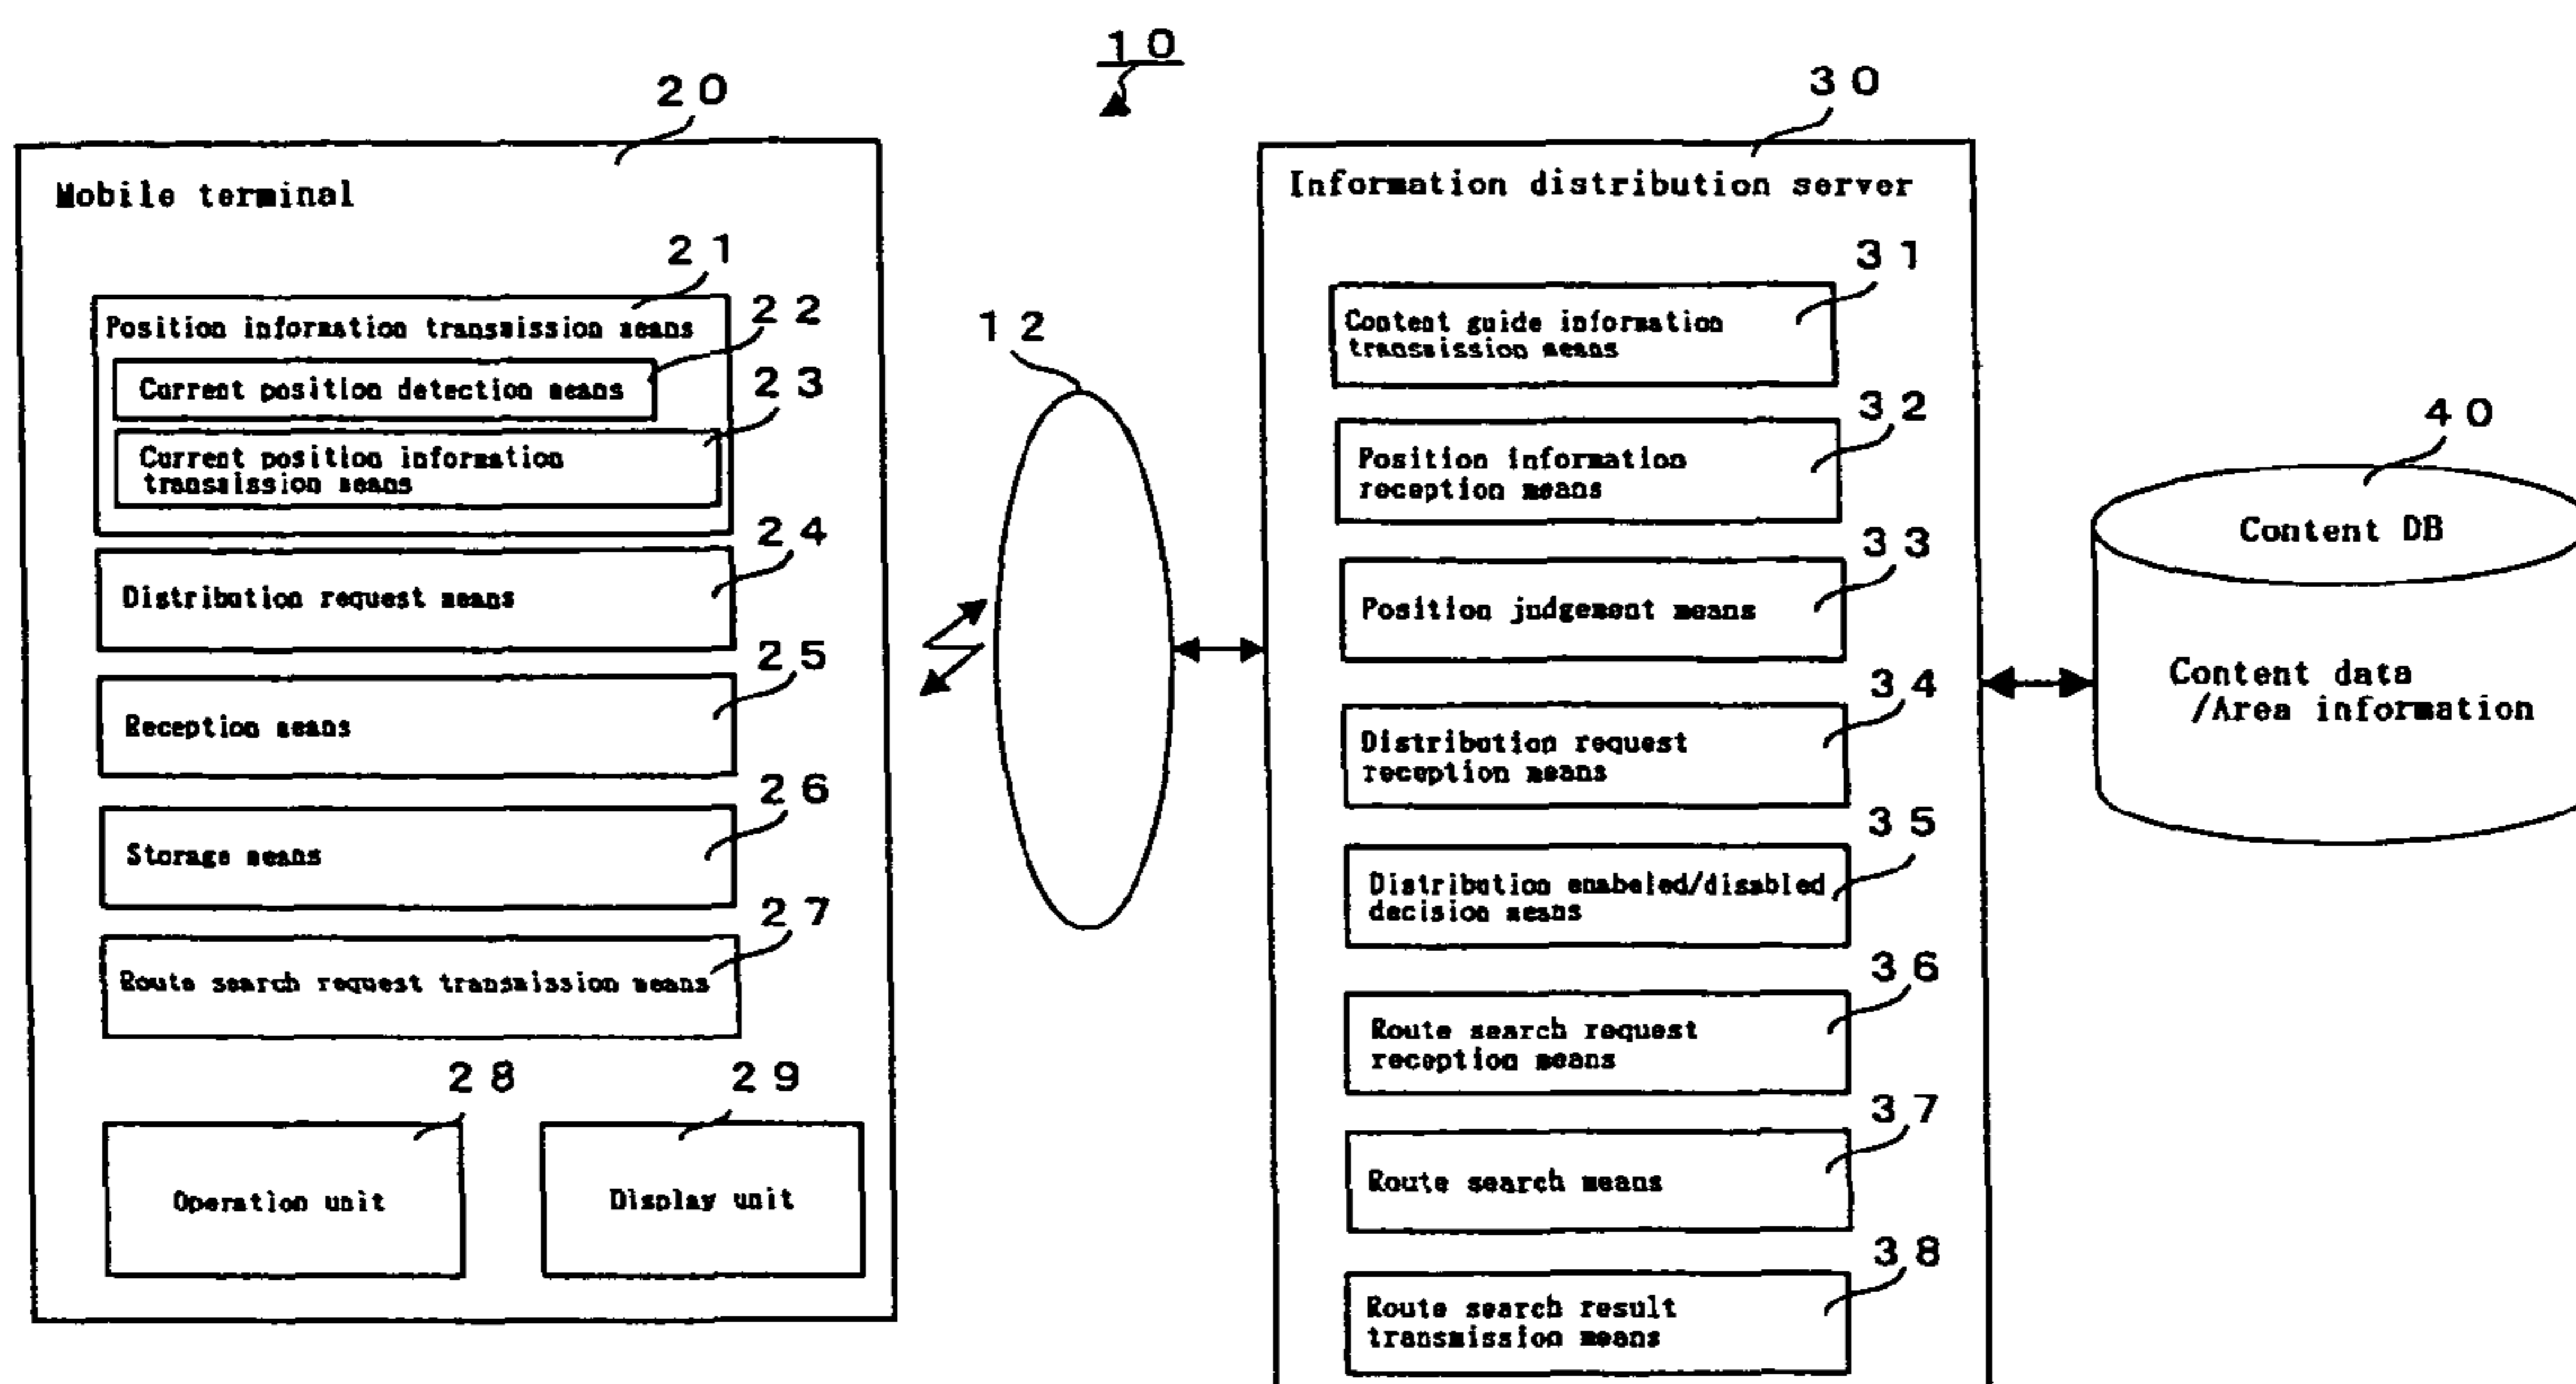 10
20
Mobile terminal
21
Position information transmission means
22
Current position detection means
23
Current position information
transmission means
24
Distribution request means
25
Reception means
26
Storage means
27
Route search request transmission means
28
Operation unit
29
Display unit
12
30
Information distribution server
31
Content guide information
transmission means
32
Position information
reception means
33
Position judgement means
34
Distribution request
reception means
35
Distribution enabeled/disabled
decision means
36
Route search request
reception means
37
Route search means
38
Route search result
transmission means
40
Content DB
Content data
/Area information